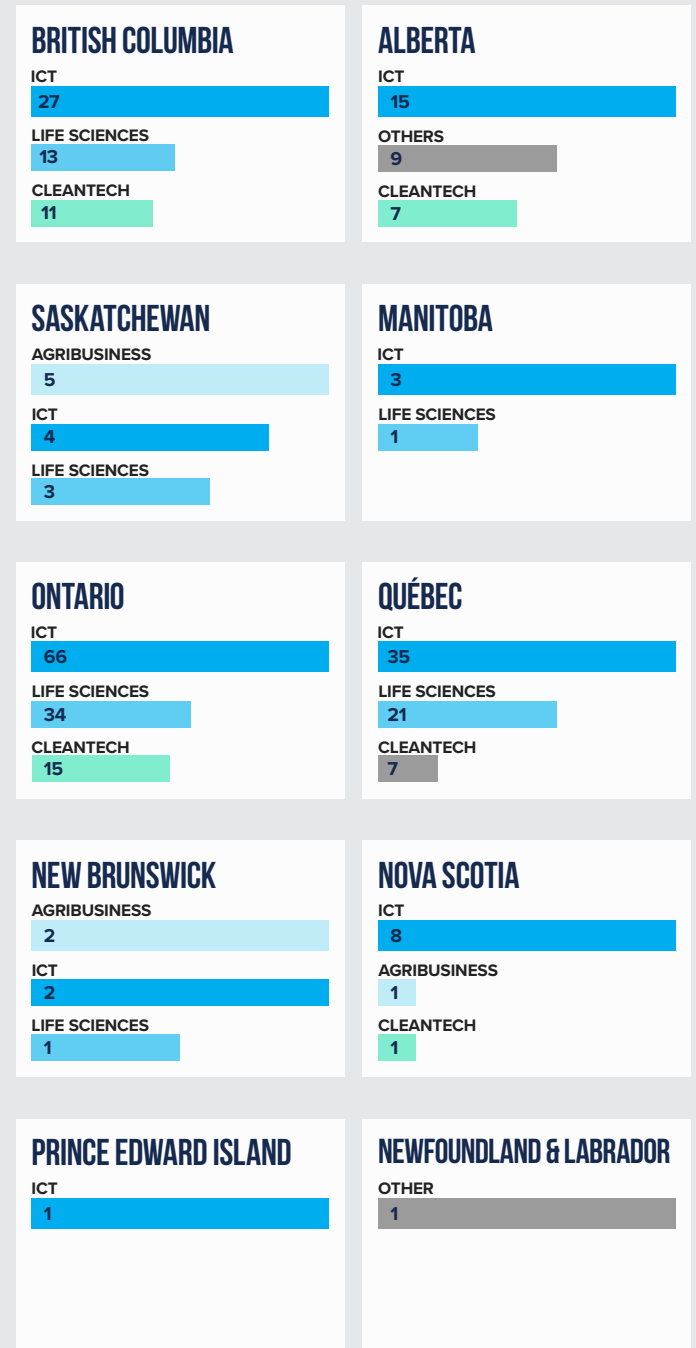 BRITISH COLUMBIA
ICT
27
LIFE SCIENCES
13
CLEANTECH
11
ALBERTA
ICT
15
OTHERS
9
CLEANTECH
7
SASKATCHEWAN
AGRIBUSINESS
5
ICT
4
LIFE SCIENCES
3
MANITOBA
ICT
3
LIFE SCIENCES
1
ONTARIO
ICT
66
LIFE SCIENCES
34
CLEANTECH
15
QUÉBEC
ICT
35
LIFE SCIENCES
21
CLEANTECH
7
NEW BRUNSWICK
AGRIBUSINESS
2
ICT
2
LIFE SCIENCES
1
NOVA SCOTIA
ICT
8
AGRIBUSINESS
1
CLEANTECH
1
PRINCE EDWARD ISLAND
ICT
1
NEWFOUNDLAND & LABRADOR
OTHER
1